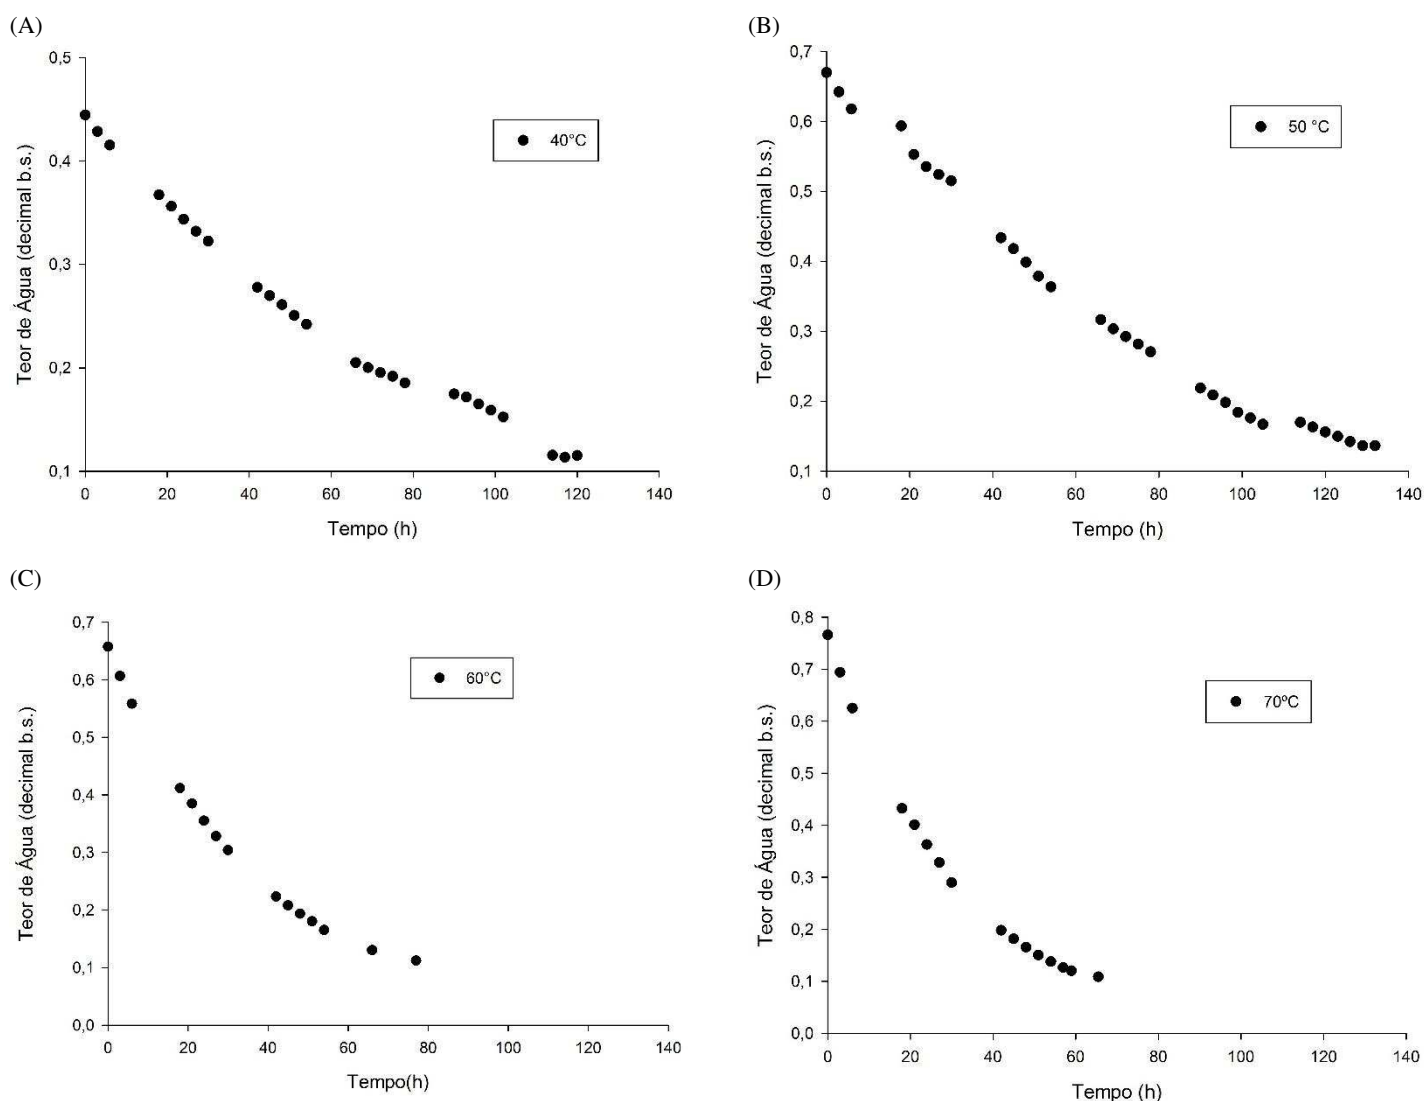 (A)
0,5
0,4
0,3
0,2
0,1
0 20 40 60 80 100 120 140
Teor de Água (decimal b.s.)
Tempo (h)
40°C
(B)
0,7
0,6
0,5
0,4
0,3
0,2
0,1
0 20 40 60 80 100 120 140
Teor de Água (decimal b.s.)
Tempo (h)
50 °C
(C)
0,7
0,6
0,5
0,4
0,3
0,2
0,1
0,0
0 20 40 60 80 100 120 140
Teor de Água (decimal b.s.)
Tempo(h)
60°C
(D)
0,8
0,7
0,6
0,5
0,4
0,3
0,2
0,1
0,0
0 20 40 60 80 100 120 140
Teor de Água (decimal b.s.)
Tempo (h)
70ºC